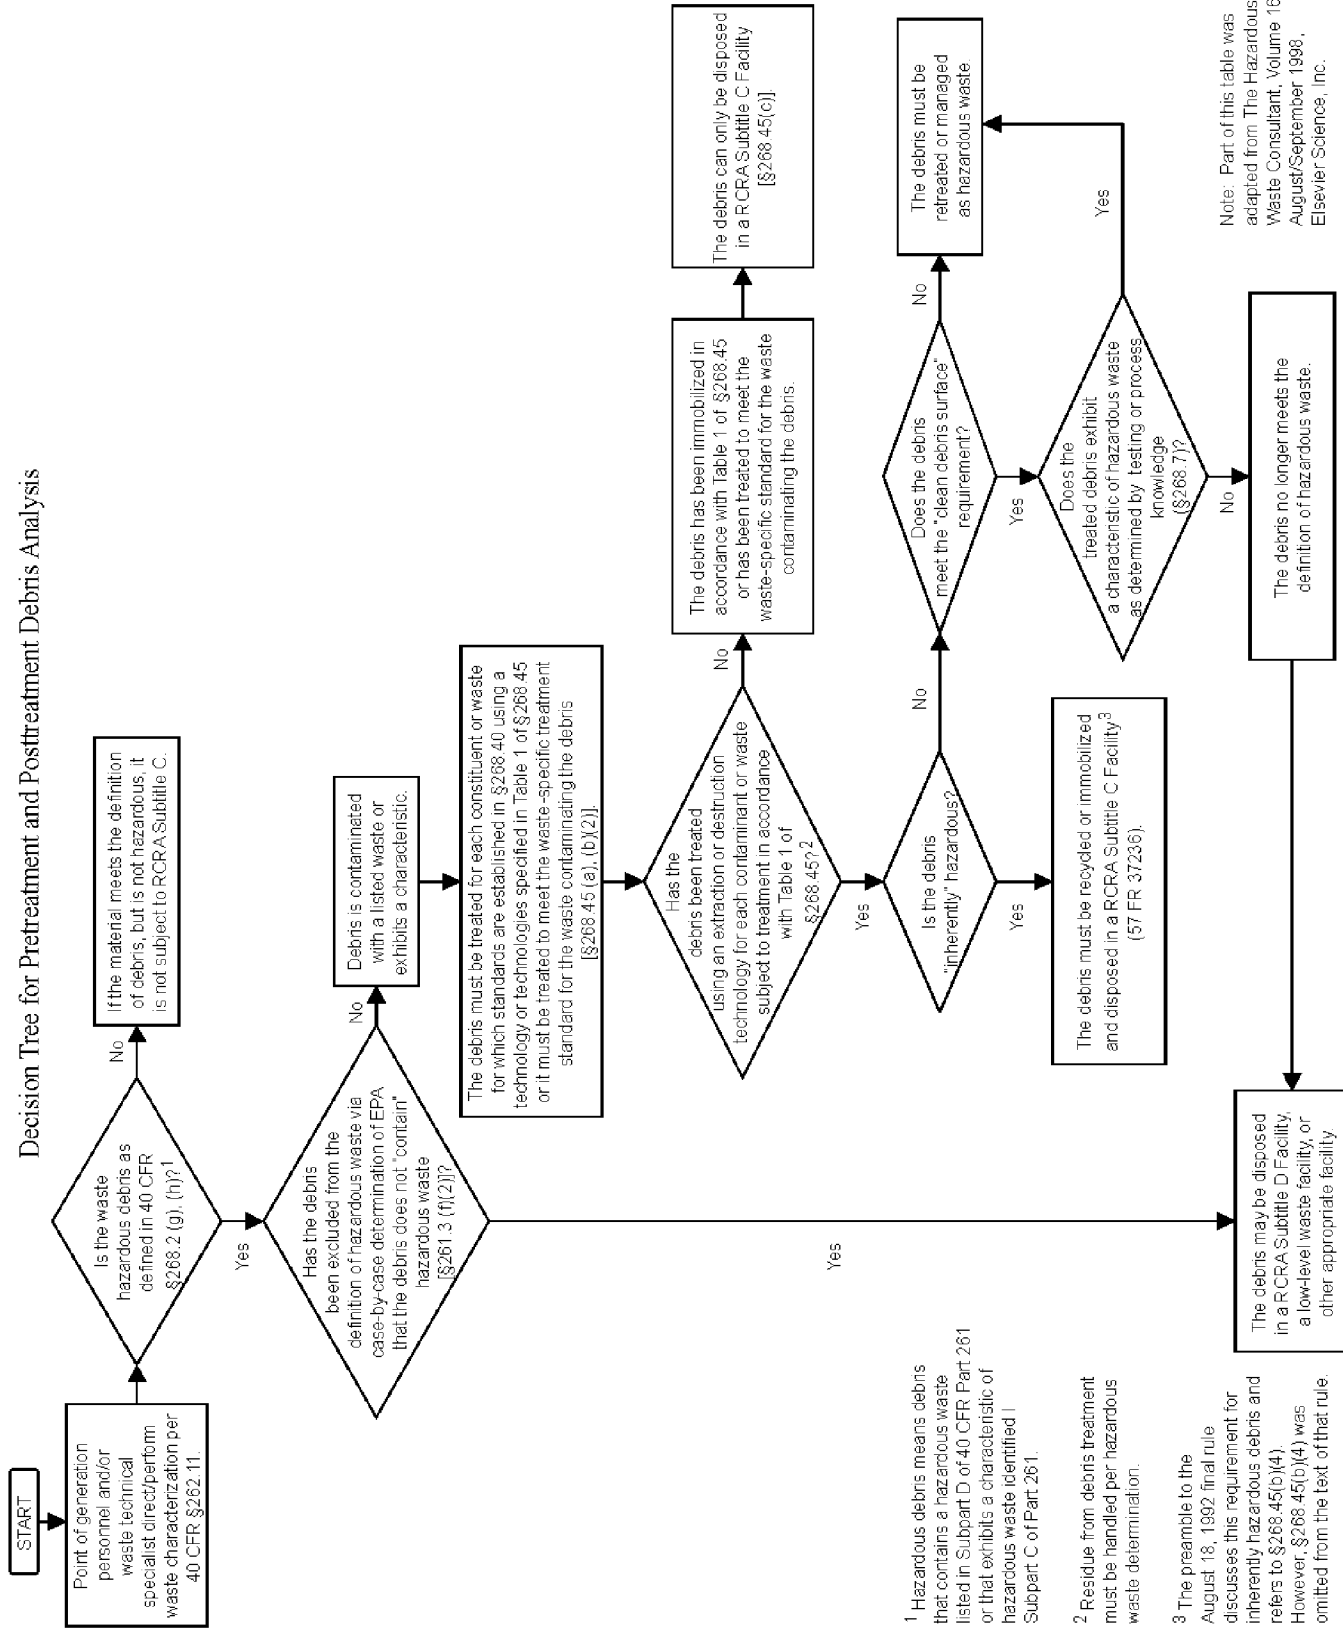 Decision Tree for Pretreatment and Posttreatment Debris Analysis
START
Point of generation
personnel and/or
waste technical
specialist direct/perform
waste characterization per
40 CFR §262.11.
Is the waste
hazardous debris as
defined in 40 CFR
§268.2 (g), (h)?1
No
If the material meets the definition
of debris, but is not hazardous, it
is not subject to RCRA Subtitle C.
Yes
Has the debris
been excluded from the
definition of hazardous waste via
case-by-case determination of EPA
that the debris does not "contain"
hazardous waste
[§261.3 (f)(2)]?
No
Debris is contaminated
with a listed waste or
exhibits a characteristic.
The debris must be treated for each constituent or waste
for which standards are established in §268.40 using a
technology or technologies specified in Table 1 of §268.45
or it must be treated to meet the waste-specific treatment
standard for the waste contaminating the debris
[§268.45 (a), (b)(2)].
Has the
debris been treated
using an extraction or destruction
technology for each contaminant or waste
subject to treatment in accordance
with Table 1 of
§268.45?2
No
The debris has been immobilized in
accordance with Table 1 of §268.45
or has been treated to meet the
waste-specific standard for the waste
contaminating the debris.
The debris can only be disposed
in a RCRA Subtitle C Facility
[§268.45(c)].
Yes
Is the debris
"inherently" hazardous?
No
Does the debris
meet the "clean debris surface"
requirement?
No
The debris must be
retreated or managed
as hazardous waste.
Yes
The debris must be recycled or immobilized
and disposed in a RCRA Subtitle C Facility3
(57 FR 37236).
Yes
Does the
treated debris exhibit
a characteristic of hazardous waste
as determined by testing or process
knowledge
(§268.7)?
Yes
No
The debris no longer meets the
definition of hazardous waste.
Yes
The debris may be disposed
in a RCRA Subtitle D Facility,
a low-level waste facility, or
other appropriate facility.
1 Hazardous debris means debris
that contains a hazardous waste
listed in Subpart D of 40 CFR Part 261
or that exhibits a characteristic of
hazardous waste identified I
Subpart C of Part 261.
2 Residue from debris treatment
must be handled per hazardous
waste determination.
3 The preamble to the
August 18, 1992 final rule
discusses this requirement for
inherently hazardous debris and
refers to §268.45(b)(4).
However, §268.45(b)(4) was
omitted from the text of that rule.
Note: Part of this table was
adapted from The Hazardous
Waste Consultant, Volume 16
August/September 1998,
Elsevier Science, Inc.